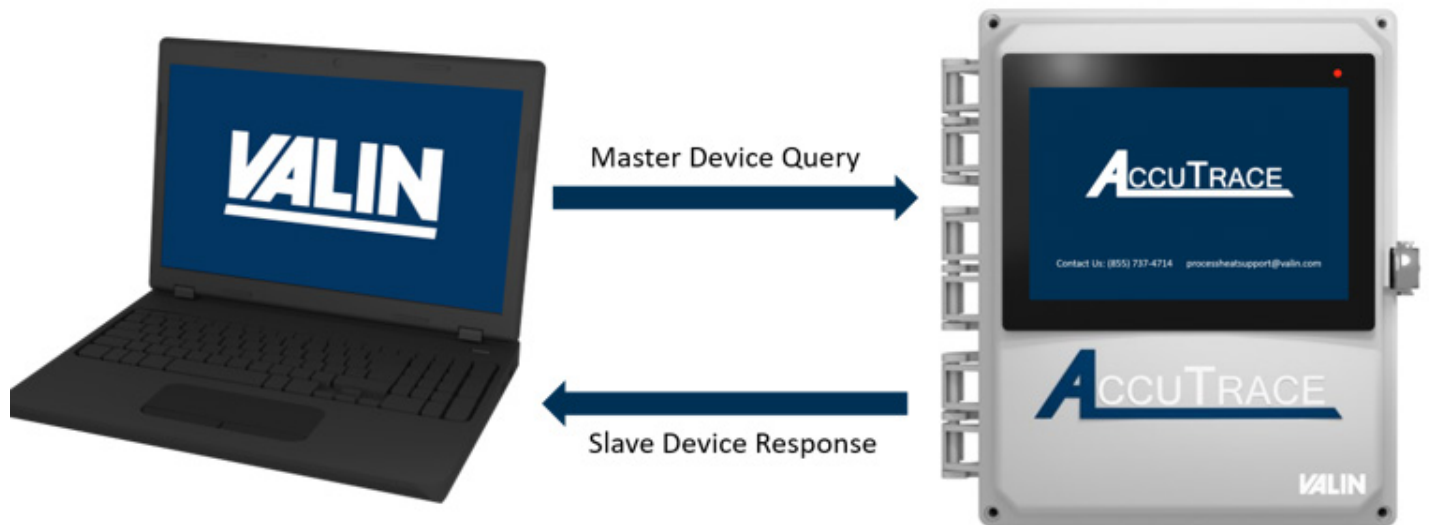 VALIN
Master Device Query
Slave Device Response
ACCUTRACE
Contact Us: (855) 737-4714 processheatsupport@valin.com
ACCUTRACE
VALIN